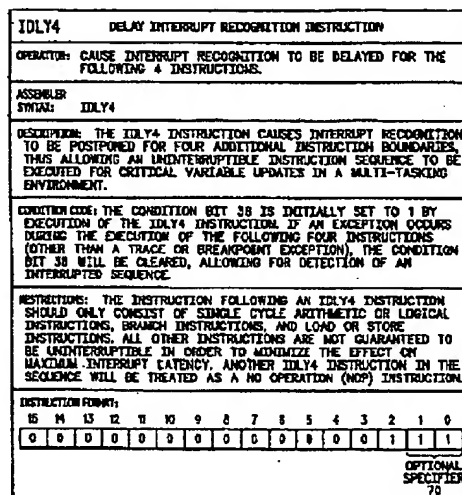 IDLY4 DELAY INTERRUPT RECOGNITION INSTRUCTION
OPERATION: CAUSE INTERRUPT RECOGNITION TO BE DELAYED FOR THE
FOLLOWING 4 INSTRUCTIONS.
ASSEMBLER
SYNTAX: IDLY4
DESCRIPTION: THE IDLY4 INSTRUCTION CAUSES INTERRUPT RECOGNITION
TO BE POSTPONED FOR FOUR ADDITIONAL INSTRUCTION BOUNDARIES,
THUS ALLOWING AN UNINTERRUPTIBLE INSTRUCTION SEQUENCE TO BE
EXECUTED FOR CRITICAL VARIABLE UPDATES IN A MULTI-TASKING
ENVIRONMENT.
CONDITION CODE: THE CONDITION BIT 38 IS INITIALLY SET TO 1 BY
EXECUTION OF THE IDLY4 INSTRUCTION. IF AN EXCEPTION OCCURS
DURING THE EXECUTION OF THE FOLLOWING FOUR INSTRUCTIONS
(OTHER THAN A TRACE OR BREAKPOINT EXCEPTION), THE CONDITION
BIT 38 WILL BE CLEARED, ALLOWING FOR DETECTION OF AN
INTERRUPTED SEQUENCE.
RESTRICTIONS: THE INSTRUCTION FOLLOWING AN IDLY4 INSTRUCTION
SHOULD ONLY CONSIST OF SINGLE CYCLE ARITHMETIC OR LOGICAL
INSTRUCTIONS, BRANCH INSTRUCTIONS, AND LOAD OR STORE
INSTRUCTIONS. ALL OTHER INSTRUCTIONS ARE NOT GUARANTEED TO
BE UNINTERRUPTIBLE IN ORDER TO MINIMIZE THE EFFECT ON
MAXIMUM INTERRUPT LATENCY. ANOTHER IDLY4 INSTRUCTION IN THE
SEQUENCE WILL BE TREATED AS A NO OPERATION (NOP) INSTRUCTION.
INSTRUCTION FORMAT:
15 14 13 12 11 10 9 8 7 6 5 4 3 2 1 0
0 0 0 0 0 0 0 0 0 0 0 0 0 1 1 1
OPTIONAL
SPECIFIER
70